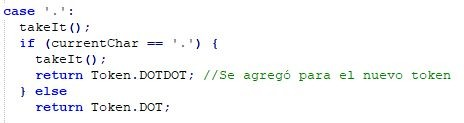 case '.':
takeIt();
if (currentChar == '.') {
takeIt();
return Token.DOTDOT; //Se agregó para el nuevo token
} else
return Token.DOT;